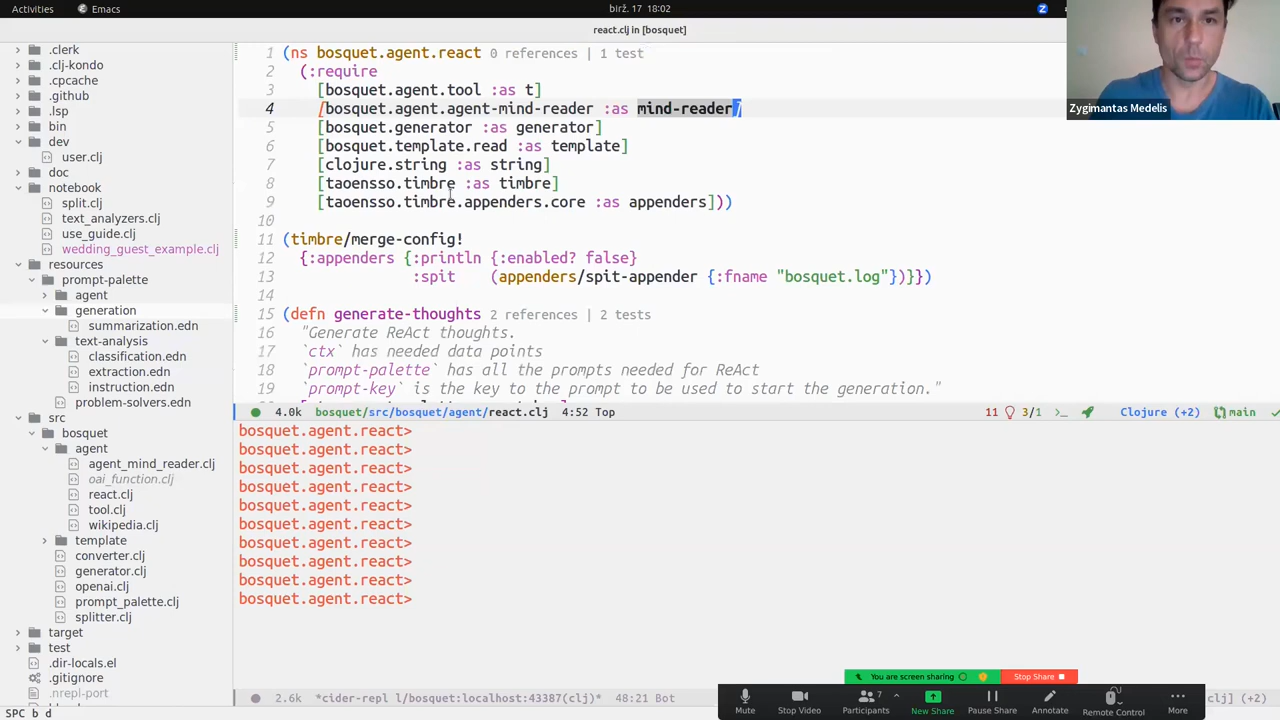 Activities
Emacs
birž. 17 18:02
react.clj in [bosquet]
.clerk
.clj-kondo
.cpcache
.github
.lsp
bin
dev
user.clj
doc
notebook
split.clj
text_analyzers.clj
use_guide.clj
wedding_guest_example.clj
resources
prompt-palette
agent
generation
summarization.edn
text-analysis
classification.edn
extraction.edn
instruction.edn
problem-solvers.edn
src
bosquet
agent
agent_mind_reader.clj
oai_function.clj
react.clj
tool.clj
wikipedia.clj
template
converter.clj
generator.clj
openai.clj
prompt_palette.clj
splitter.clj
target
test
.dir-locals.el
.gitignore
.nrepl-port
SPC b d
1 (ns bosquet.agent.react 0 references | 1 test
2 (:require
3 [bosquet.agent.tool :as t]
4 [bosquet.agent.agent-mind-reader :as mind-reader]
5 [bosquet.generator :as generator]
6 [bosquet.template.read :as template]
7 [clojure.string :as string]
8 [taoensso.timbre :as timbre]
9 [taoensso.timbre.appenders.core :as appenders]))
10
11 (timbre/merge-config!
12 {:appenders {:println {:enabled? false}
13 :spit (appenders/spit-appender {:fname "bosquet.log"})}})
14
15 (defn generate-thoughts 2 references | 2 tests
16 "Generate ReAct thoughts.
17 `ctx` has needed data points
18 `prompt-palette` has all the prompts needed for ReAct
19 `prompt-key` is the key to the prompt to be used to start the generation."
4.0k bosquet/src/bosquet/agent/react.clj 4:52 Top 11 3/1 Clojure (+2) main
bosquet.agent.react>
bosquet.agent.react>
bosquet.agent.react>
bosquet.agent.react>
bosquet.agent.react>
bosquet.agent.react>
bosquet.agent.react>
bosquet.agent.react>
bosquet.agent.react>
bosquet.agent.react>
2.6k *cider-repl l/bosquet:localhost:43387(clj)* 48:21 Bot
clj] (+2)
Zygimantas Medelis
You are screen sharing
Stop Share
Mute
Stop Video
7
Participants
New Share
Pause Share
Annotate
Remote Control
More